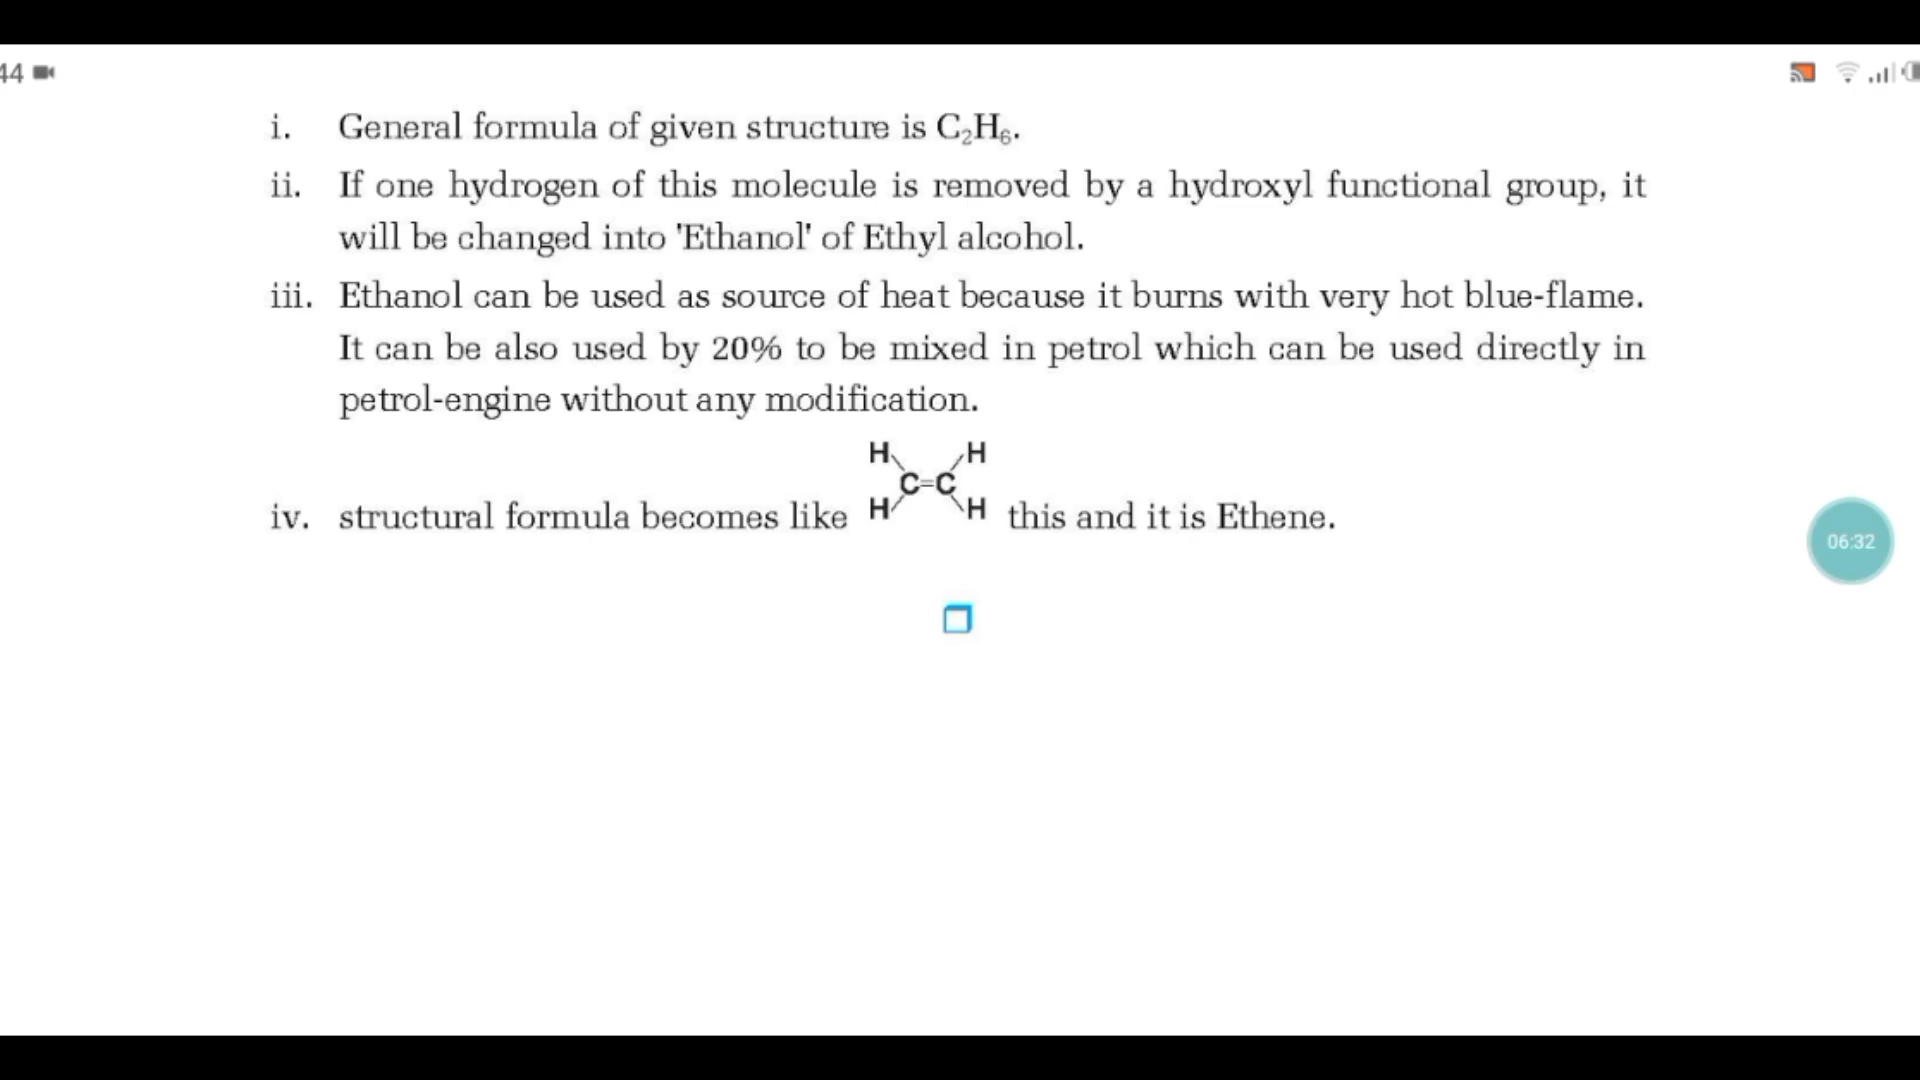 44
i. General formula of given structure is C₂H₆.
ii. If one hydrogen of this molecule is removed by a hydroxyl functional group, it
will be changed into 'Ethanol' of Ethyl alcohol.
iii. Ethanol can be used as source of heat because it burns with very hot blue-flame.
It can be also used by 20% to be mixed in petrol which can be used directly in
petrol-engine without any modification.
H H
C=C
iv. structural formula becomes like H H this and it is Ethene.
06:32